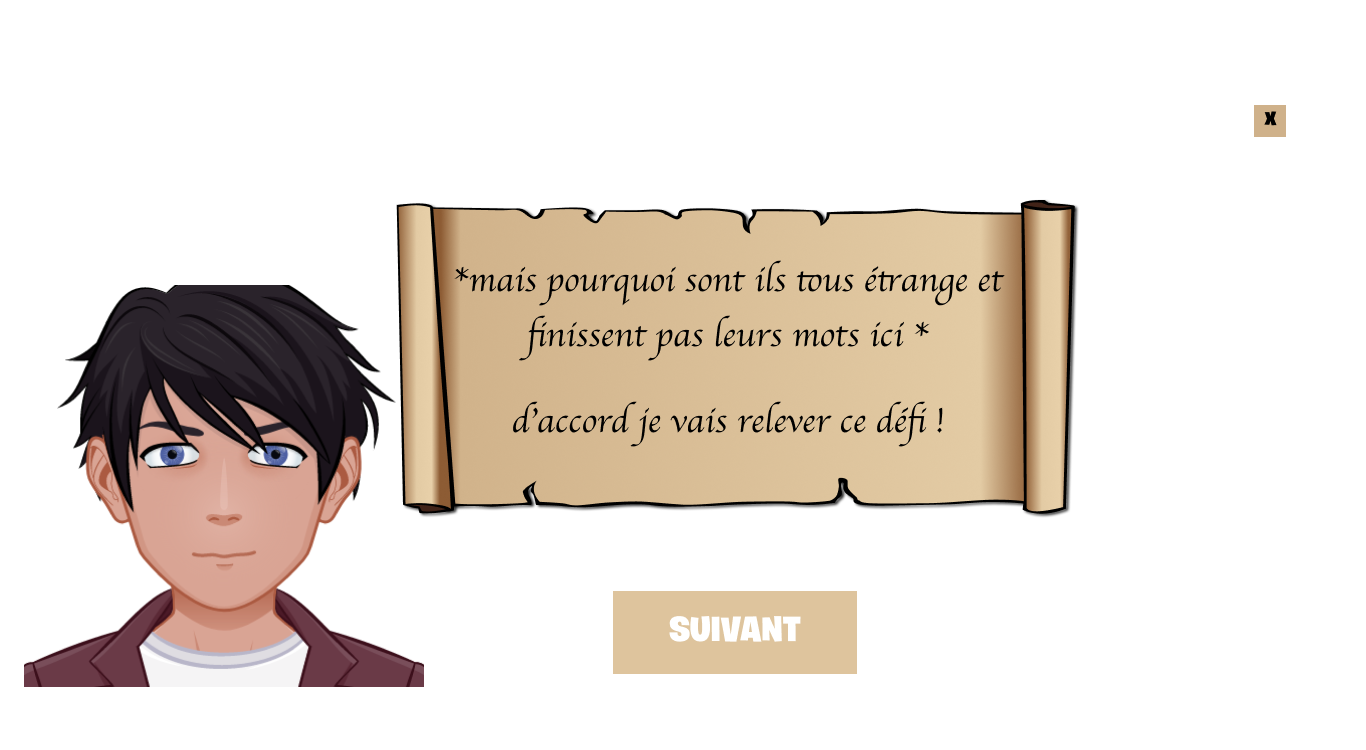 X
*mais pourquoi sont ils tous étrange et
finissent pas leurs mots ici *
d'accord je vais relever ce défi !
SUIVANT